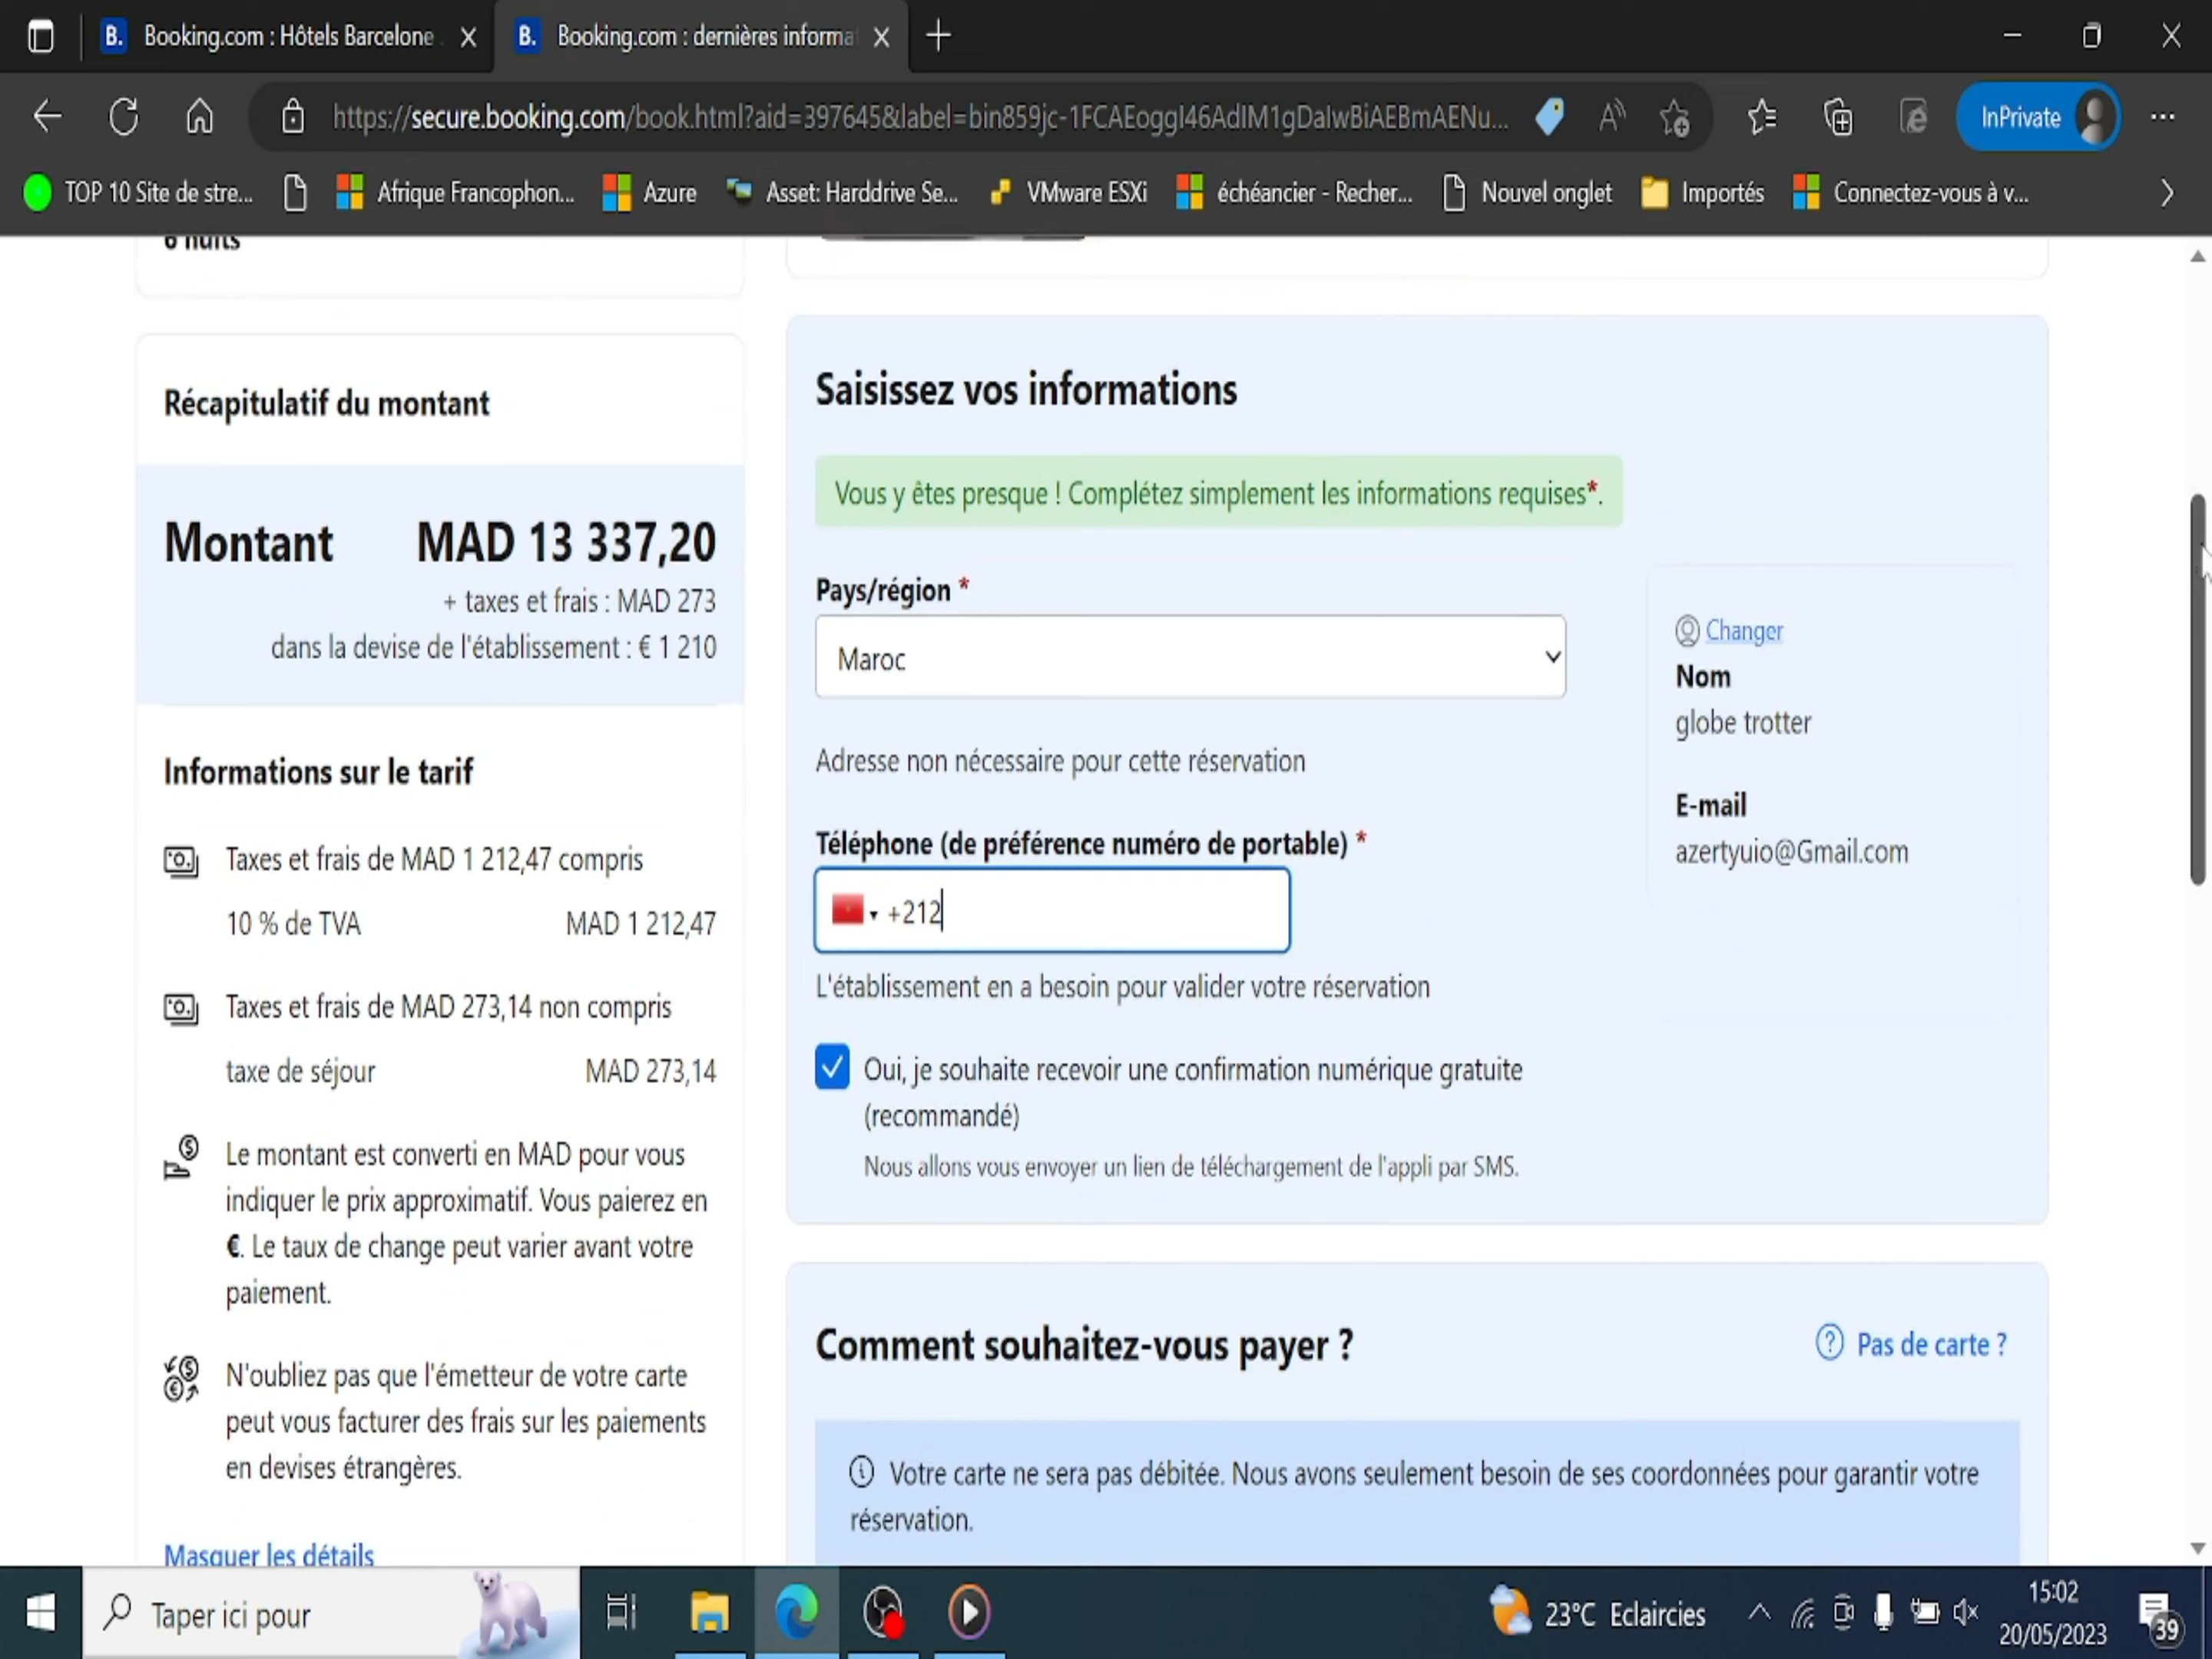 Booking.com : Hôtels Barcelone .
Booking.com : dernières informa
https://secure.booking.com/book.html?aid=397645&label=bin859jc-1FCAEoggI46AdIM1gDaIwBiAEBmAENu...
InPrivate
TOP 10 Site de stre...
Afrique Francophon...
Azure
Asset: Harddrive Se...
VMware ESXi
échéancier - Recher...
Nouvel onglet
Importés
Connectez-vous à v...
6 nuits
Récapitulatif du montant
Montant MAD 13 337,20
+ taxes et frais : MAD 273
dans la devise de l'établissement : € 1 210
Informations sur le tarif
Taxes et frais de MAD 1 212,47 compris
10 % de TVA MAD 1 212,47
Taxes et frais de MAD 273,14 non compris
taxe de séjour MAD 273,14
Le montant est converti en MAD pour vous
indiquer le prix approximatif. Vous paierez en
€. Le taux de change peut varier avant votre
paiement.
N'oubliez pas que l'émetteur de votre carte
peut vous facturer des frais sur les paiements
en devises étrangères.
Masquer les détails
Saisissez vos informations
Vous y êtes presque ! Complétez simplement les informations requises*.
Pays/région *
Maroc
Adresse non nécessaire pour cette réservation
Téléphone (de préférence numéro de portable) *
+212
L'établissement en a besoin pour valider votre réservation
Oui, je souhaite recevoir une confirmation numérique gratuite
(recommandé)
Nous allons vous envoyer un lien de téléchargement de l'appli par SMS.
Changer
Nom
globe trotter
E-mail
azertyuio@Gmail.com
Comment souhaitez-vous payer ?
Pas de carte ?
Votre carte ne sera pas débitée. Nous avons seulement besoin de ses coordonnées pour garantir votre
réservation.
Taper ici pour
23°C Eclaircies
15:02
20/05/2023
39